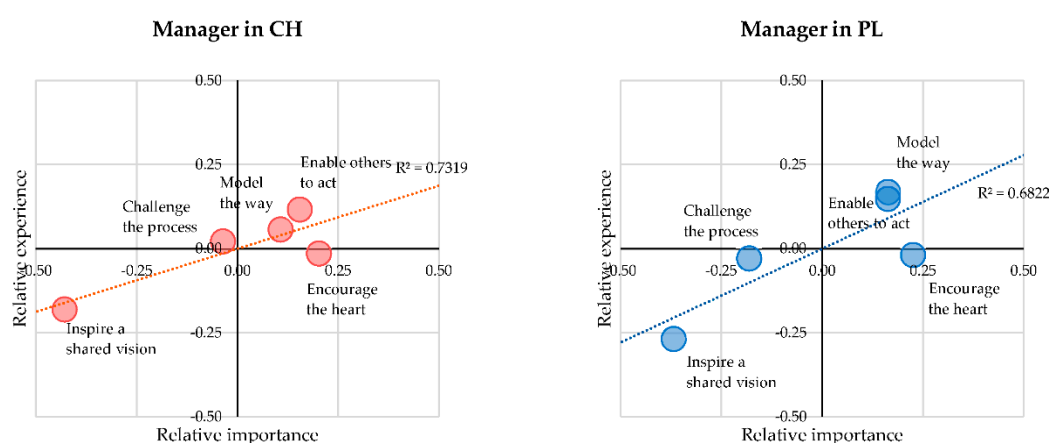 Manager in CH
0.50
0.25
0.00
-0.25
-0.50
-0.50
-0.25
0.00
0.25
0.50
Relative experience
Relative importance
Enable others
to act
Model
the way
Challenge
the process
Encourage
the heart
Inspire a
shared vision
R² = 0.7319
Manager in PL
0.50
0.25
0.00
-0.25
-0.50
-0.50
-0.25
0.00
0.25
0.50
Relative experience
Relative importance
Model
the way
R² = 0.6822
Enable
others to act
Challenge
the process
Encourage
the heart
Inspire a
shared vision